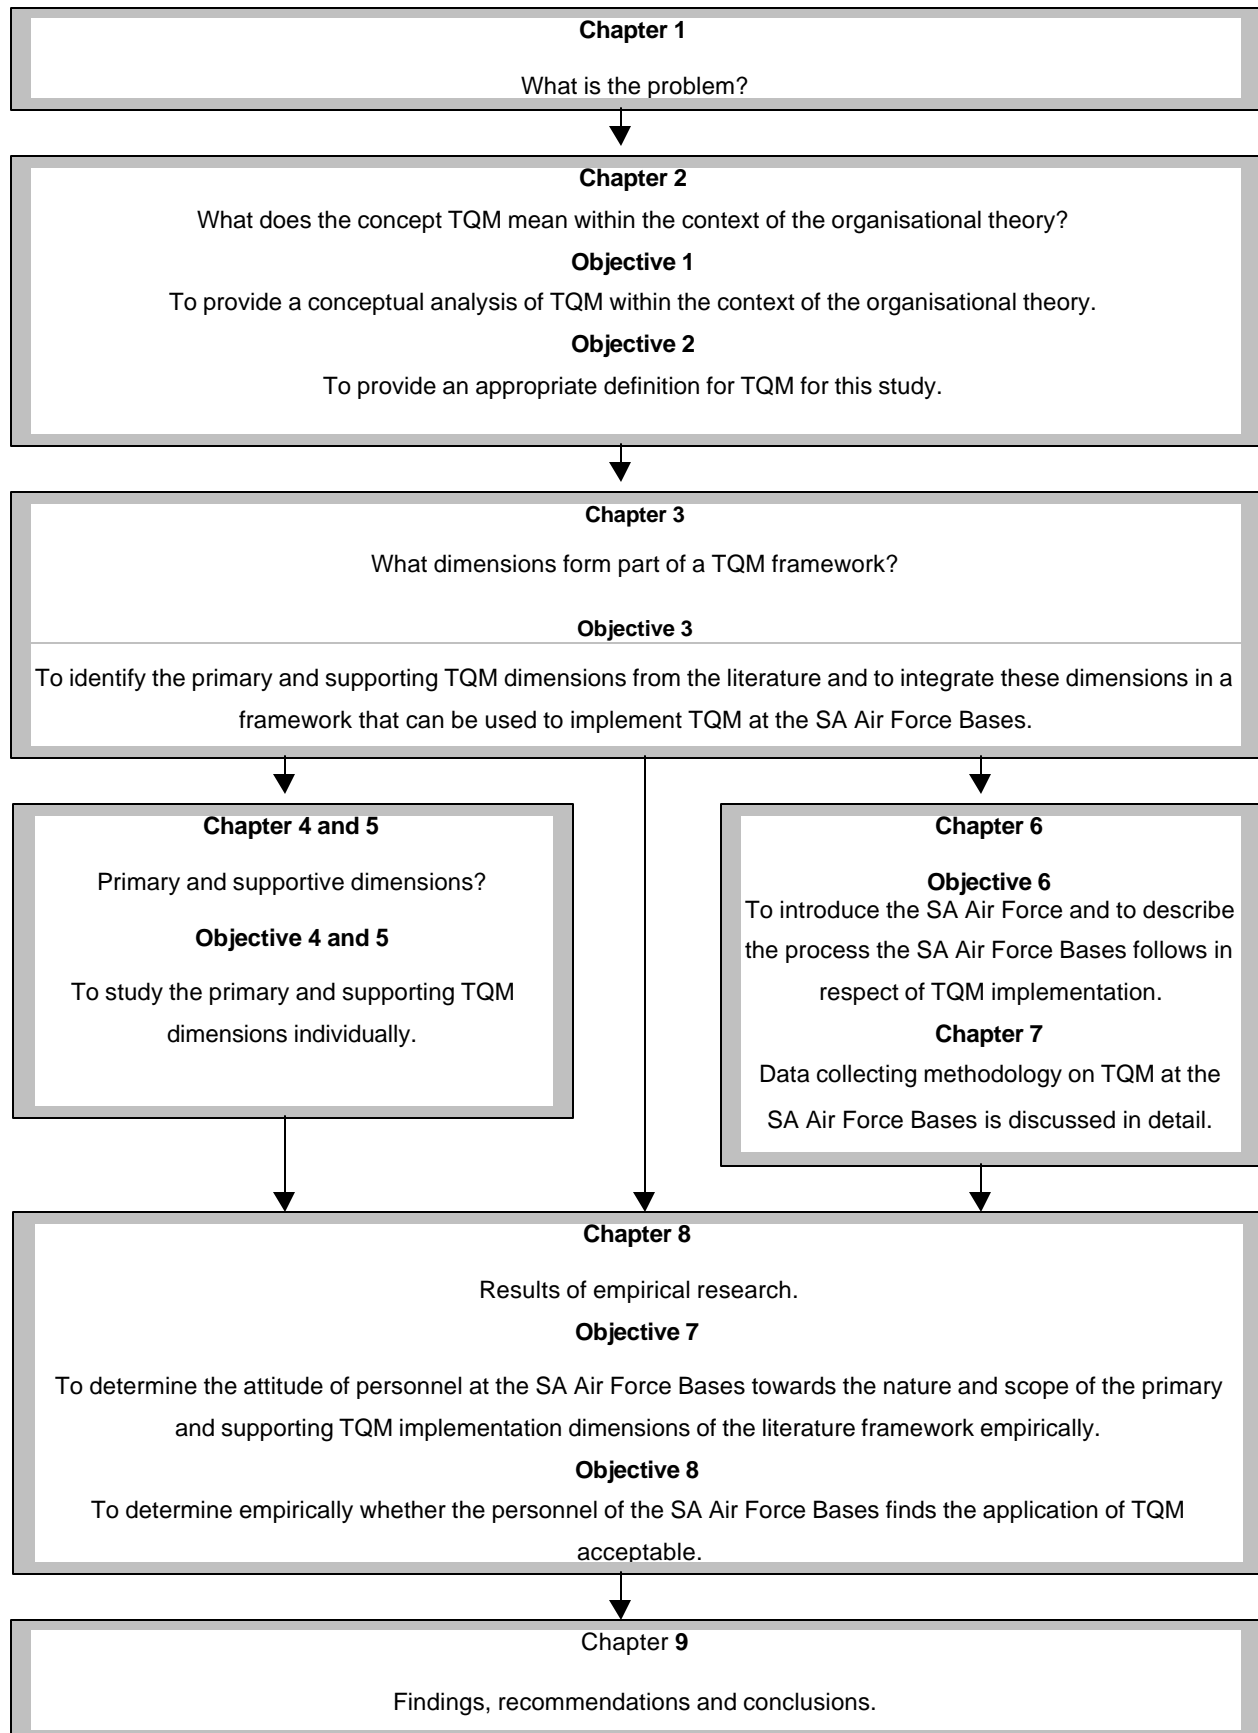 Chapter 1
What is the problem?
Chapter 2
What does the concept TQM mean within the context of the organisational theory?
Objective 1
To provide a conceptual analysis of TQM within the context of the organisational theory.
Objective 2
To provide an appropriate definition for TQM for this study.
Chapter 3
What dimensions form part of a TQM framework?
Objective 3
To identify the primary and supporting TQM dimensions from the literature and to integrate these dimensions in a
framework that can be used to implement TQM at the SA Air Force Bases.
Chapter 4 and 5
Primary and supportive dimensions?
Objective 4 and 5
To study the primary and supporting TQM
dimensions individually.
Chapter 6
Objective 6
To introduce the SA Air Force and to describe
the process the SA Air Force Bases follows in
respect of TQM implementation.
Chapter 7
Data collecting methodology on TQM at the
SA Air Force Bases is discussed in detail.
Chapter 8
Results of empirical research.
Objective 7
To determine the attitude of personnel at the SA Air Force Bases towards the nature and scope of the primary
and supporting TQM implementation dimensions of the literature framework empirically.
Objective 8
To determine empirically whether the personnel of the SA Air Force Bases finds the application of TQM
acceptable.
Chapter 9
Findings, recommendations and conclusions.